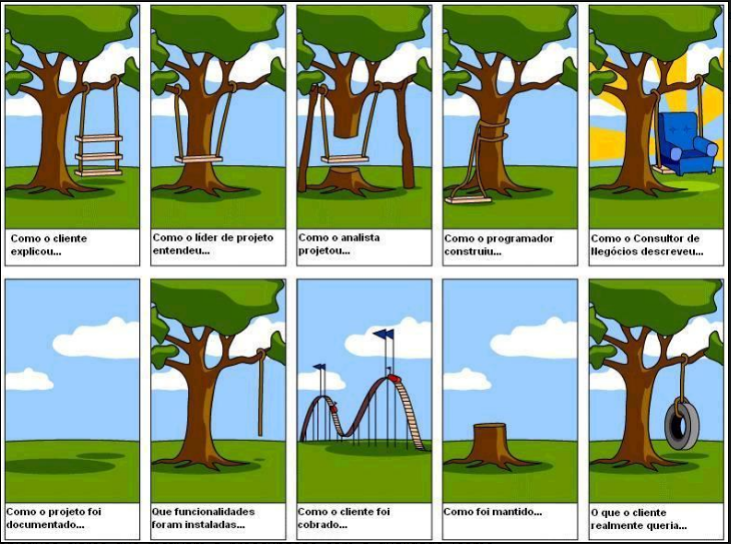 Como o cliente
explicou...
Como o líder de projeto
entendeu...
Como o analista
projetou...
Como o programador
construiu...
Como o Consultor de
Negócios descreveu...
Como o projeto foi
documentado...
Que funcionalidades
foram instaladas...
Como o cliente foi
cobrado...
Como foi mantido...
O que o cliente
realmente queria...